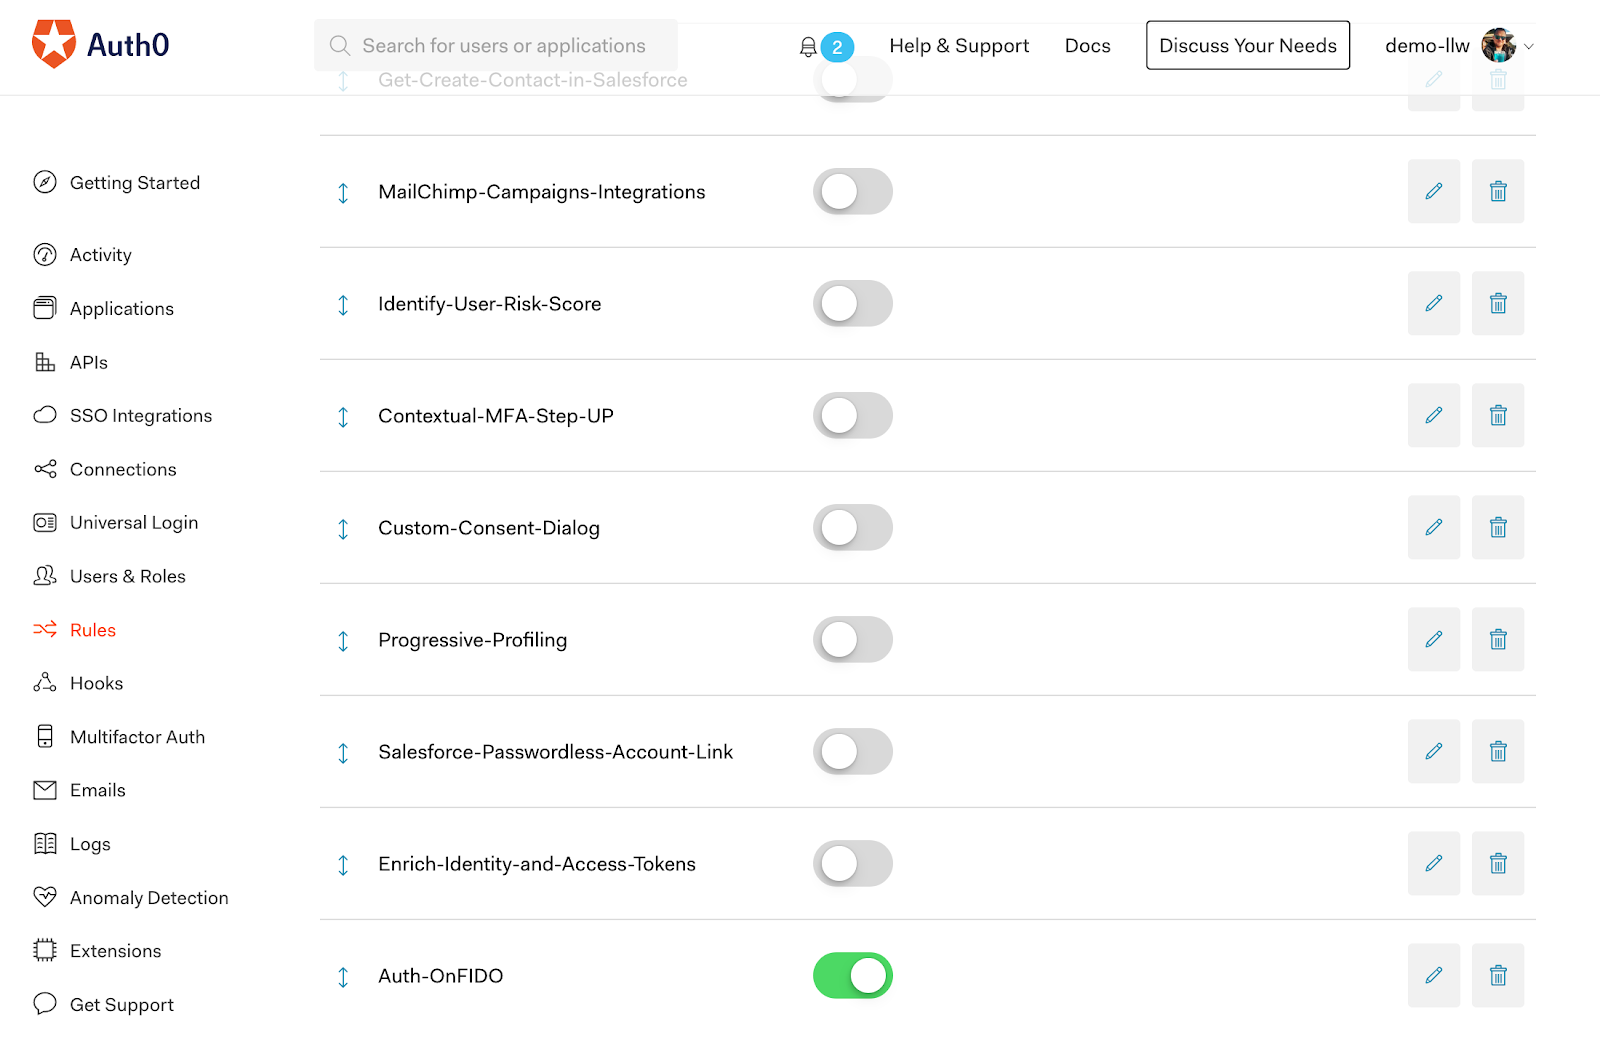 Auth0
Search for users or applications
2
Help & Support
Docs
Discuss Your Needs
demo-llw
Get-Create-Contact-in-Salesforce
Getting Started
Activity
Applications
APIs
SSO Integrations
Connections
Universal Login
Users & Roles
Rules
Hooks
Multifactor Auth
Emails
Logs
Anomaly Detection
Extensions
Get Support
MailChimp-Campaigns-Integrations
Identify-User-Risk-Score
Contextual-MFA-Step-UP
Custom-Consent-Dialog
Progressive-Profiling
Salesforce-Passwordless-Account-Link
Enrich-Identity-and-Access-Tokens
Auth-OnFIDO